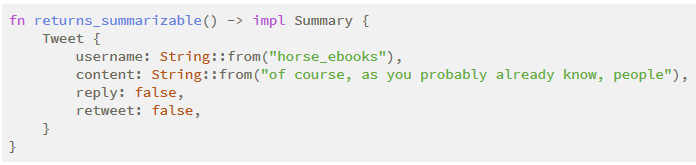 fn returns_summarizable() -> impl Summary {
    Tweet {
        username: String::from("horse_ebooks"),
        content: String::from("of course, as you probably already know, people"),
        reply: false,
        retweet: false,
    }
}